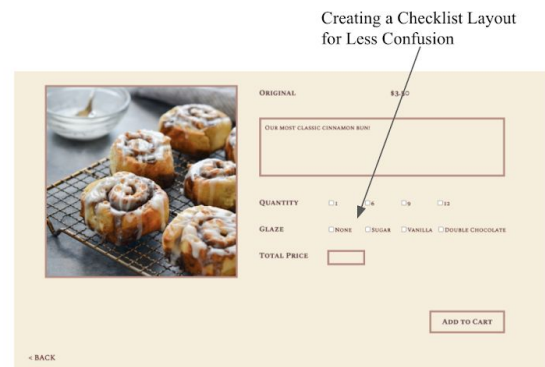 Creating a Checklist Layout
for Less Confusion
ORIGINAL $3.50
OUR MOST CLASSIC CINNAMON BUN!
QUANTITY 1 6 9 12
GLAZE NONE SUGAR VANILLA DOUBLE CHOCOLATE
TOTAL PRICE
ADD TO CART
< BACK